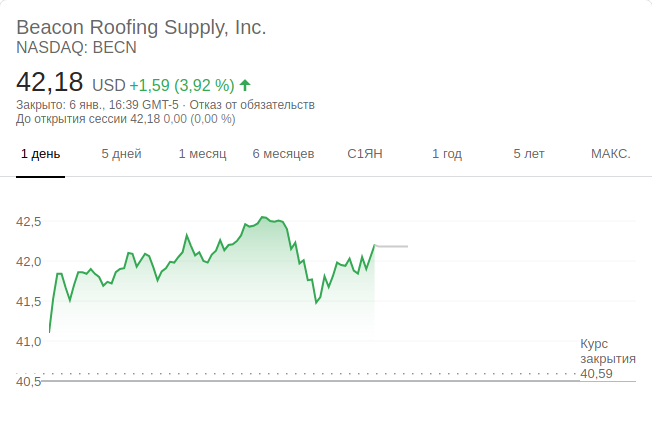 Beacon Roofing Supply, Inc.
NASDAQ: BECN
42,18 USD +1,59 (3,92 %)
Закрыто: 6 янв., 16:39 GMT-5 · Отказ от обязательств
До открытия сессии 42,18 0,00 (0,00 %)
1 день 5 дней 1 месяц 6 месяцев С1ЯН 1 год 5 лет МАКС.
42,5
42,0
41,5
41,0
40,5
Курс
закрытия
40,59